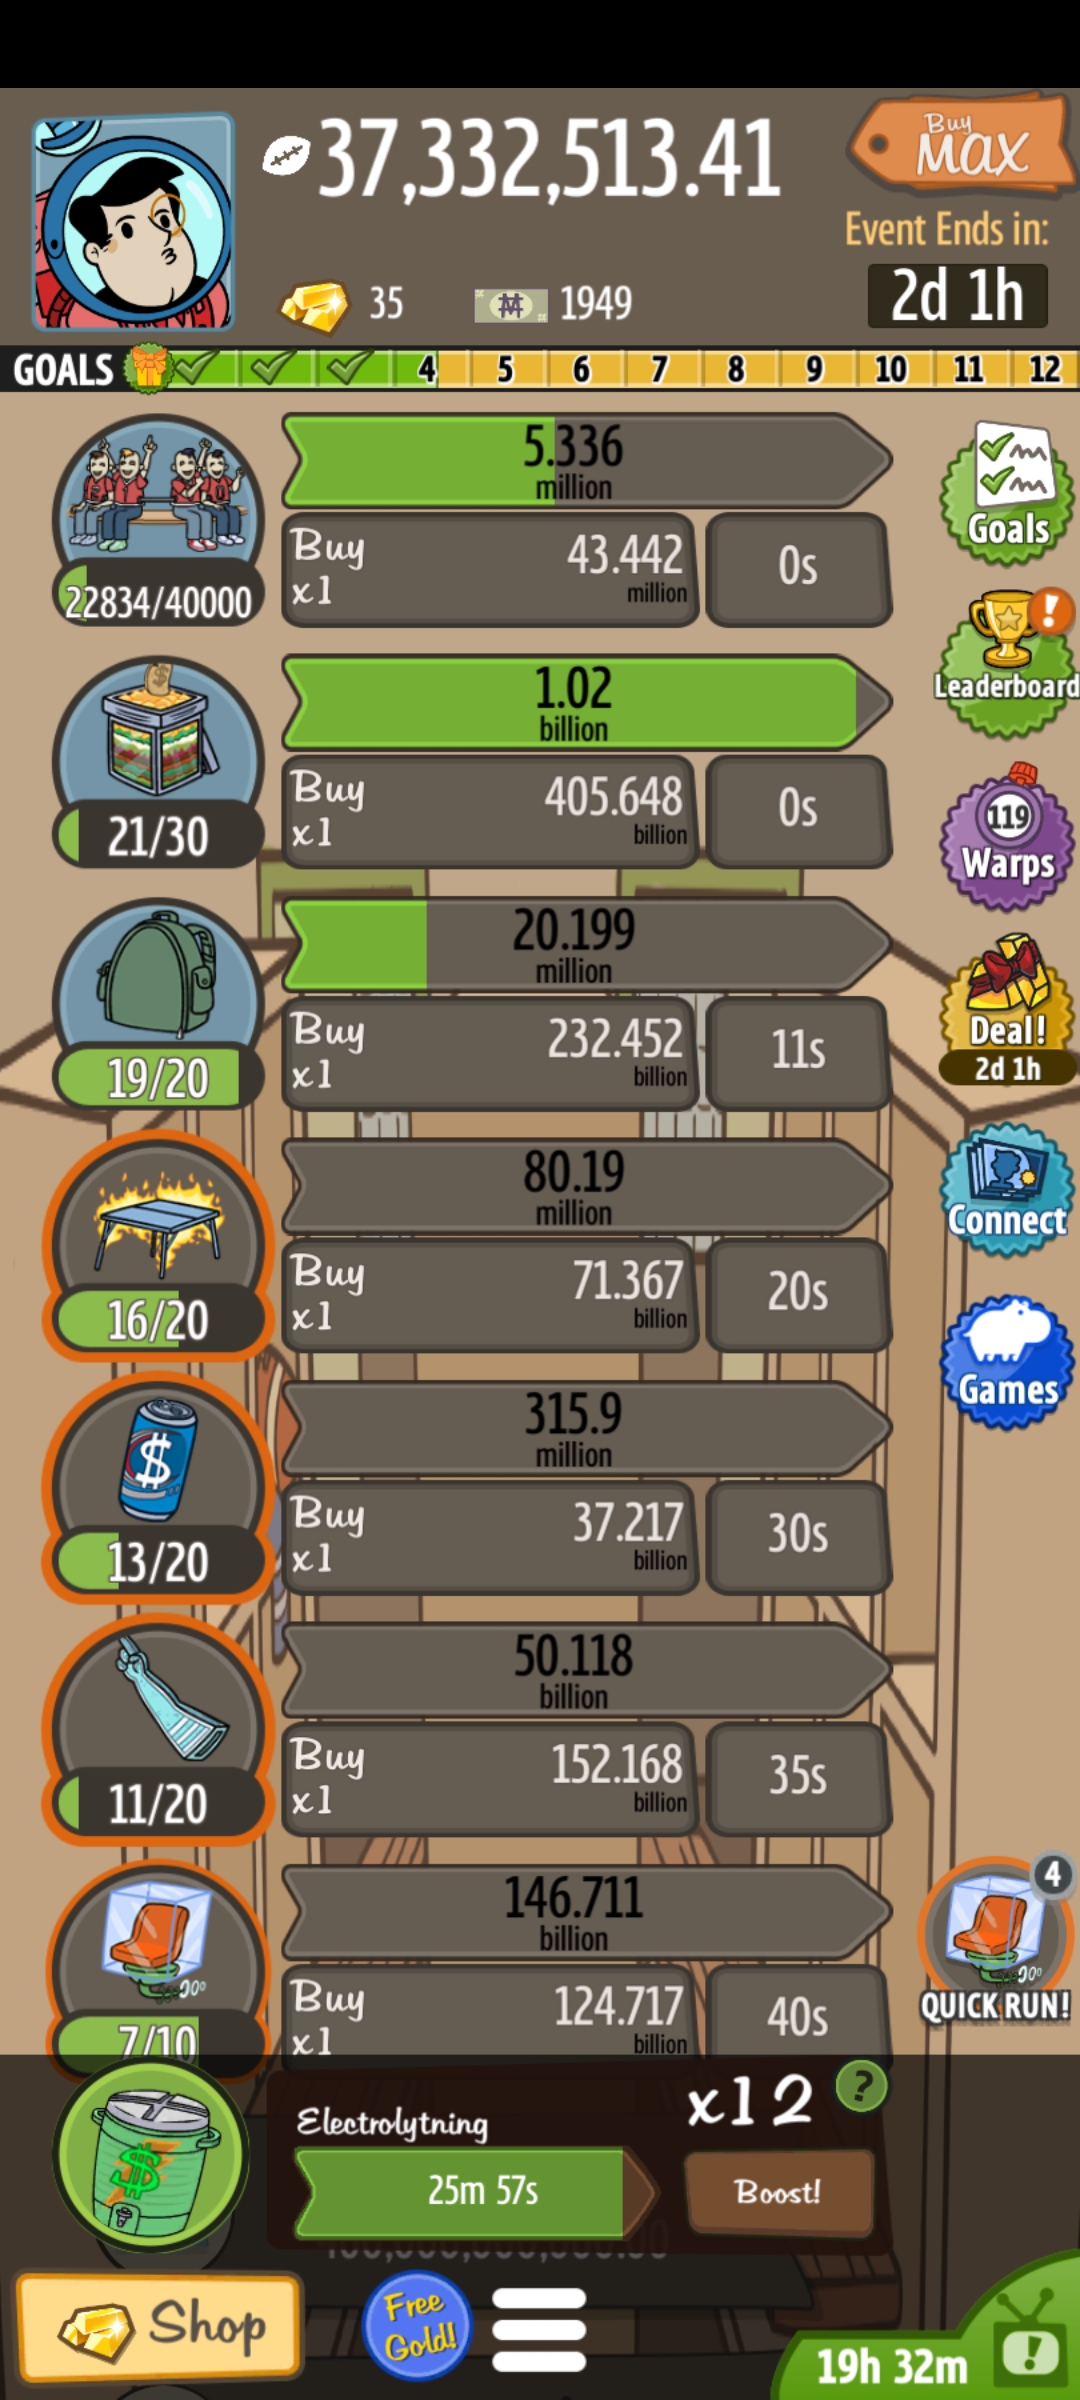 37,332,513.41
Buy
MAX
Event Ends in:
35
1949
2d 1h
GOALS
4 5 6 7 8 9 10 11 12
5.336
million
Buy
x1
43.442
million
0s
22834/40000
Goals
1.02
billion
Buy
x1
405.648
billion
0s
21/30
!
Leaderboard
20.199
million
Buy
x1
232.452
billion
11s
19/20
119
Warps
80.19
million
Buy
x1
71.367
billion
20s
16/20
Deal!
2d 1h
Connect
315.9
million
Buy
x1
37.217
billion
30s
13/20
$
Games
50.118
billion
Buy
x1
152.168
billion
35s
11/20
146.711
billion
Buy
x1
124.717
billion
40s
7/10
4
QUICK RUN!
$
Electrolytning
x12
?
25m 57s
Boost!
Shop
Free
Gold!
19h 32m
!